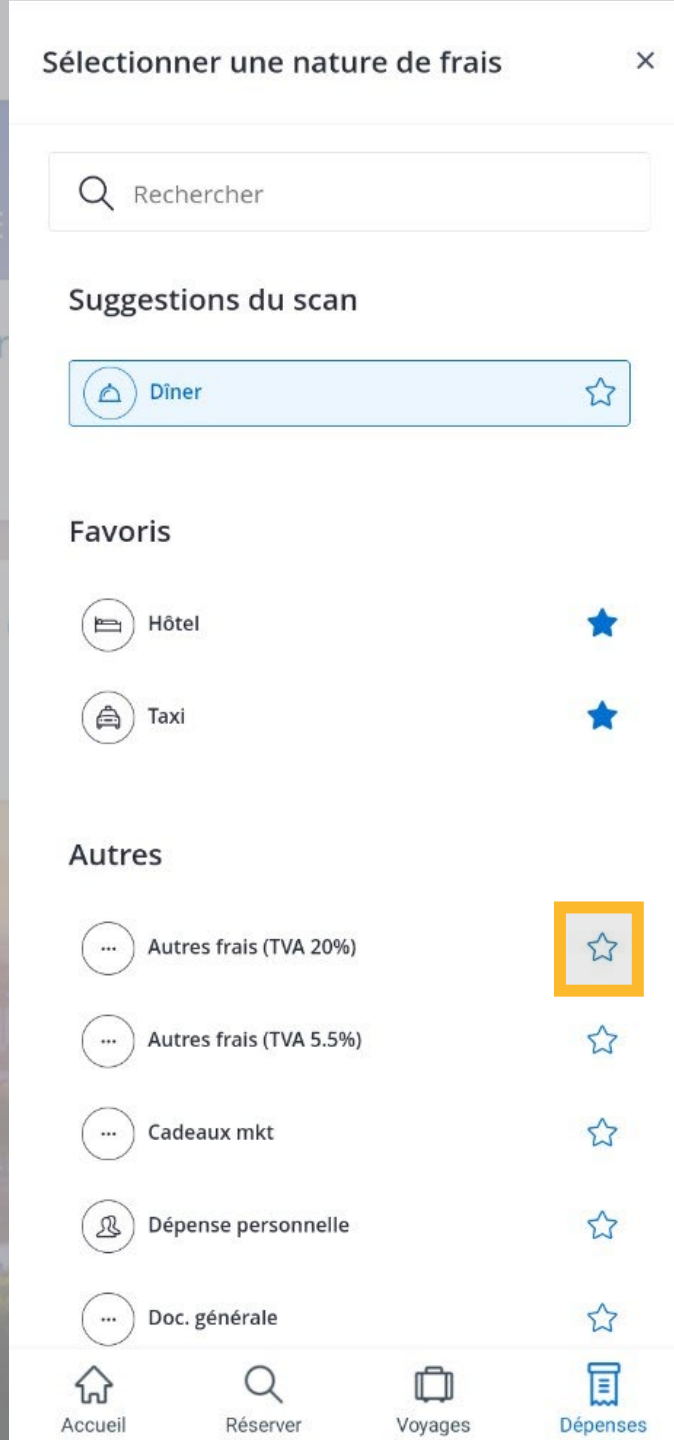 Sélectionner une nature de frais
Rechercher
Suggestions du scan
Dîner
Favoris
Hôtel
Taxi
Autres
Autres frais (TVA 20%)
Autres frais (TVA 5.5%)
Cadeaux mkt
Dépense personnelle
Doc. générale
Accueil
Réserver
Voyages
Dépenses